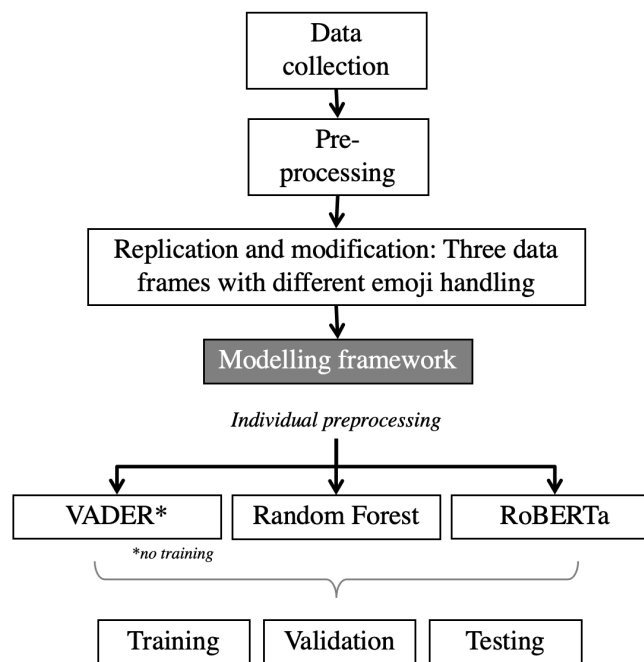 Data
collection
Pre-
processing
Replication and modification: Three data
frames with different emoji handling
Modelling framework
Individual preprocessing
VADER*
Random Forest
RoBERTa
*no training
Training
Validation
Testing